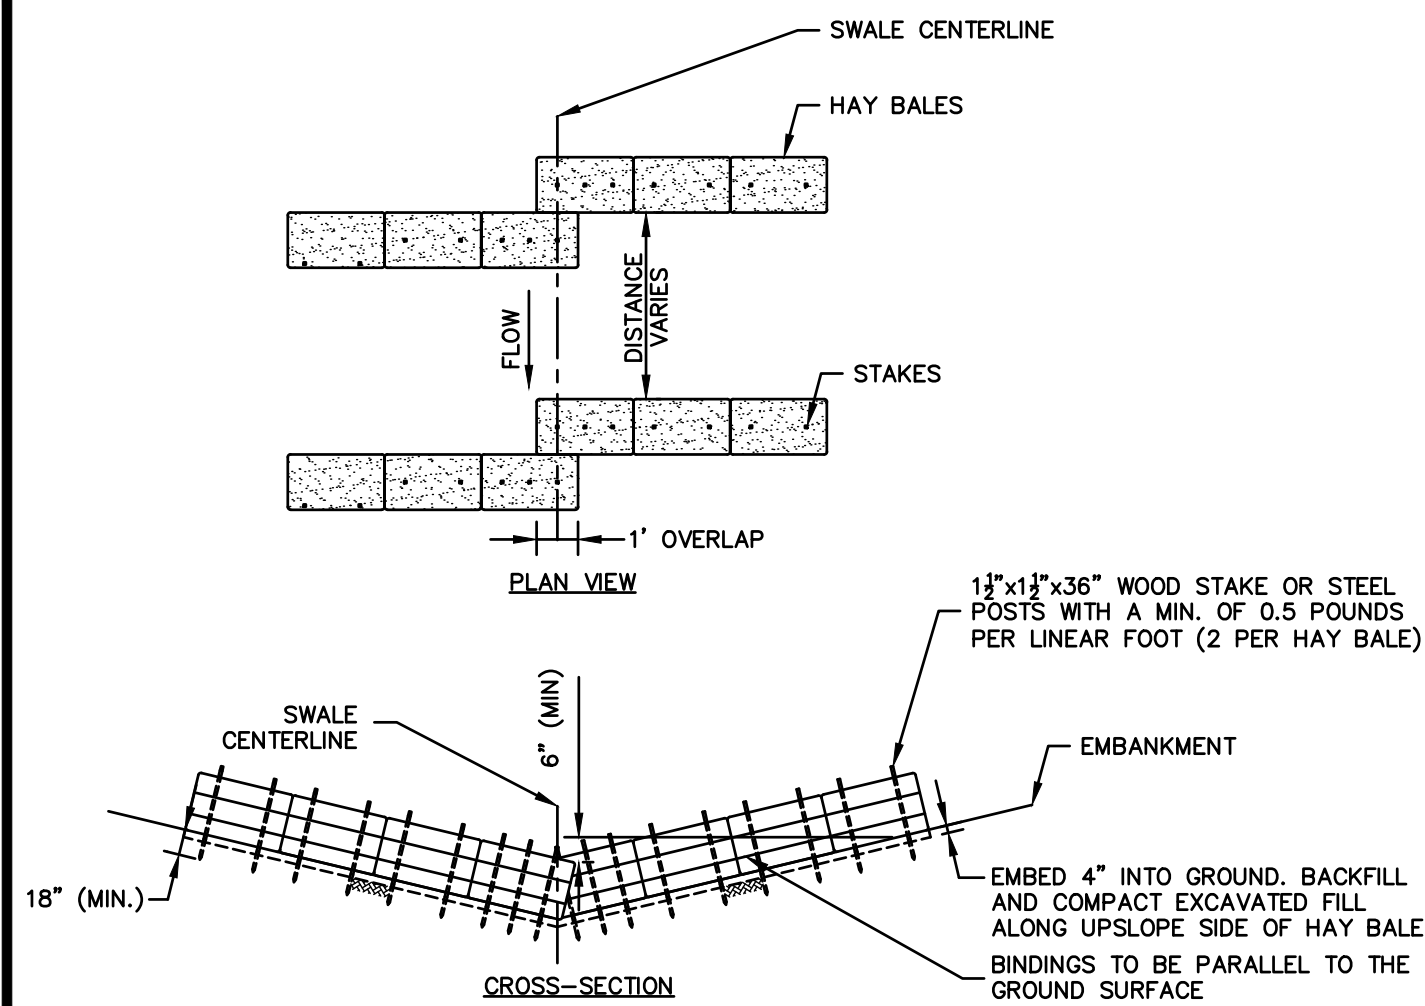 SWALE CENTERLINE
HAY BALES
DISTANCE
VARIES
FLOW
STAKES
1' OVERLAP
PLAN VIEW
1½"x1½"x36" WOOD STAKE OR STEEL
POSTS WITH A MIN. OF 0.5 POUNDS
PER LINEAR FOOT (2 PER HAY BALE)
6" (MIN)
SWALE
CENTERLINE
EMBANKMENT
18" (MIN.)
EMBED 4" INTO GROUND. BACKFILL
AND COMPACT EXCAVATED FILL
ALONG UPSLOPE SIDE OF HAY BALE
BINDINGS TO BE PARALLEL TO THE
GROUND SURFACE
CROSS-SECTION